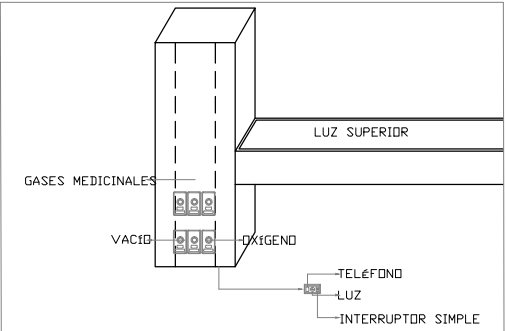 LUZ SUPERIOR
GASES MEDICINALES
VACíO
OXíGENO
TELéFONO
LUZ
INTERRUPTOR SIMPLE